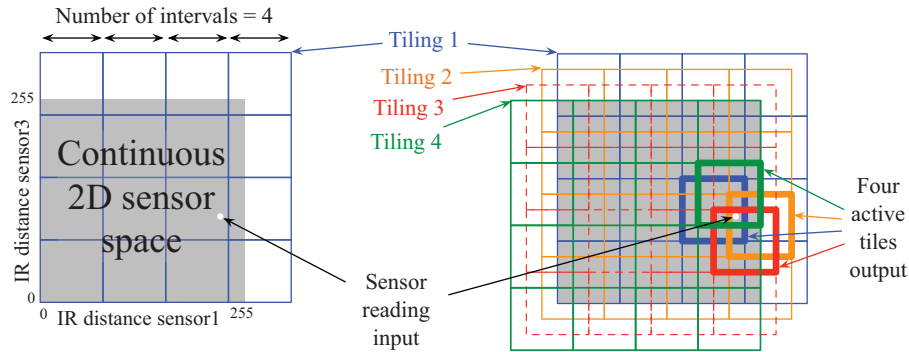 Number of intervals = 4
255
IR distance sensor3
0
Continuous
2D sensor
space
0
IR distance sensor1
255
Tiling 1
Tiling 2
Tiling 3
Tiling 4
Sensor
reading
input
Four
active
tiles
output